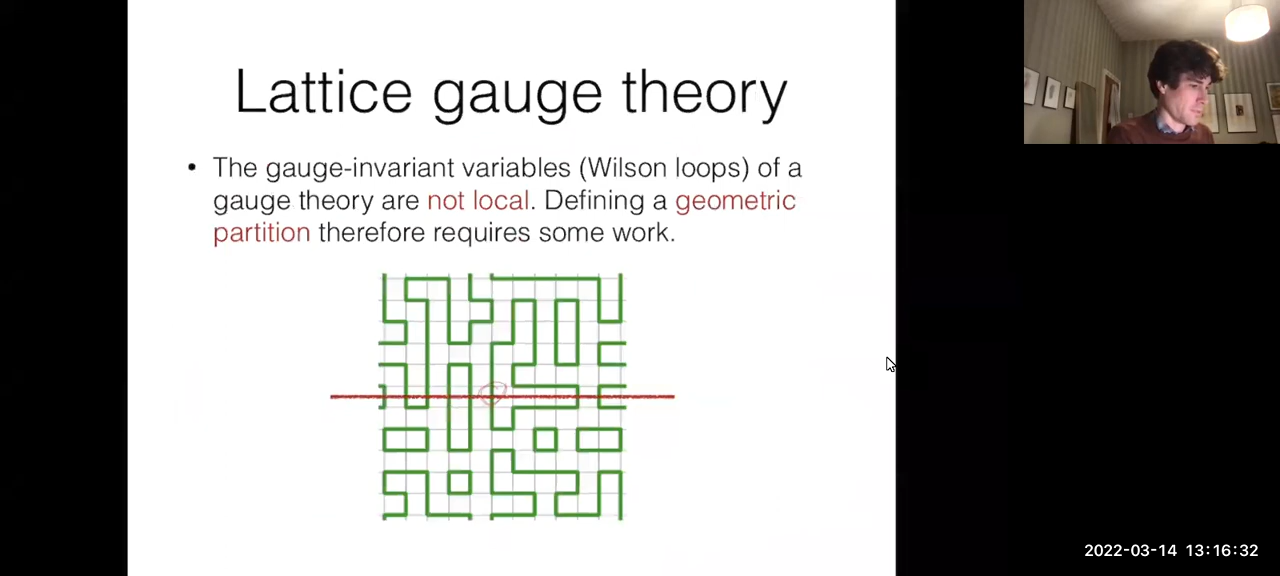 Lattice gauge theory
• The gauge-invariant variables (Wilson loops) of a
gauge theory are not local. Defining a geometric
partition therefore requires some work.
2022-03-14 13:16:32